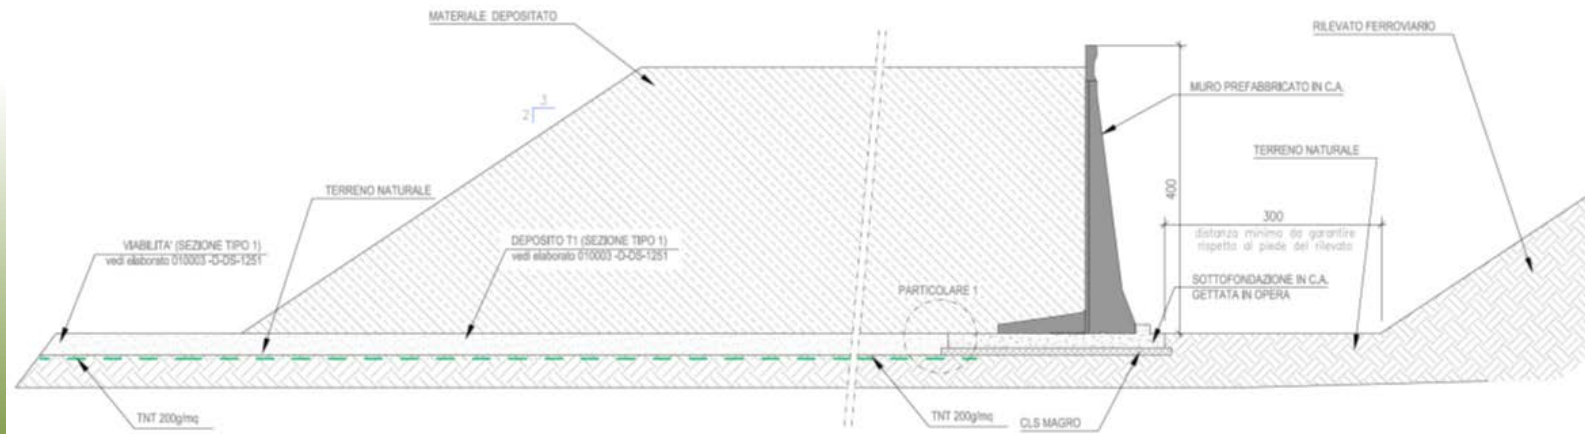 MATERIALE DEPOSITATO
RILEVATO FERROVIARIO
MURO PREFABBRICATO IN C.A.
3
2
TERRENO NATURALE
400
TERRENO NATURALE
300
distanza minima da garantire
rispetto al piede del rilevato
VIABILITA' (SEZIONE TIPO 1)
vedi elaborato 010003 -D-DS-1251
DEPOSITO T1 (SEZIONE TIPO 1)
vedi elaborato 010003 -D-DS-1251
PARTICOLARE 1
SOTTOFONDAZIONE IN C.A.
GETTATA IN OPERA
TNT 200g/mq
TNT 200g/mq
CLS MAGRO